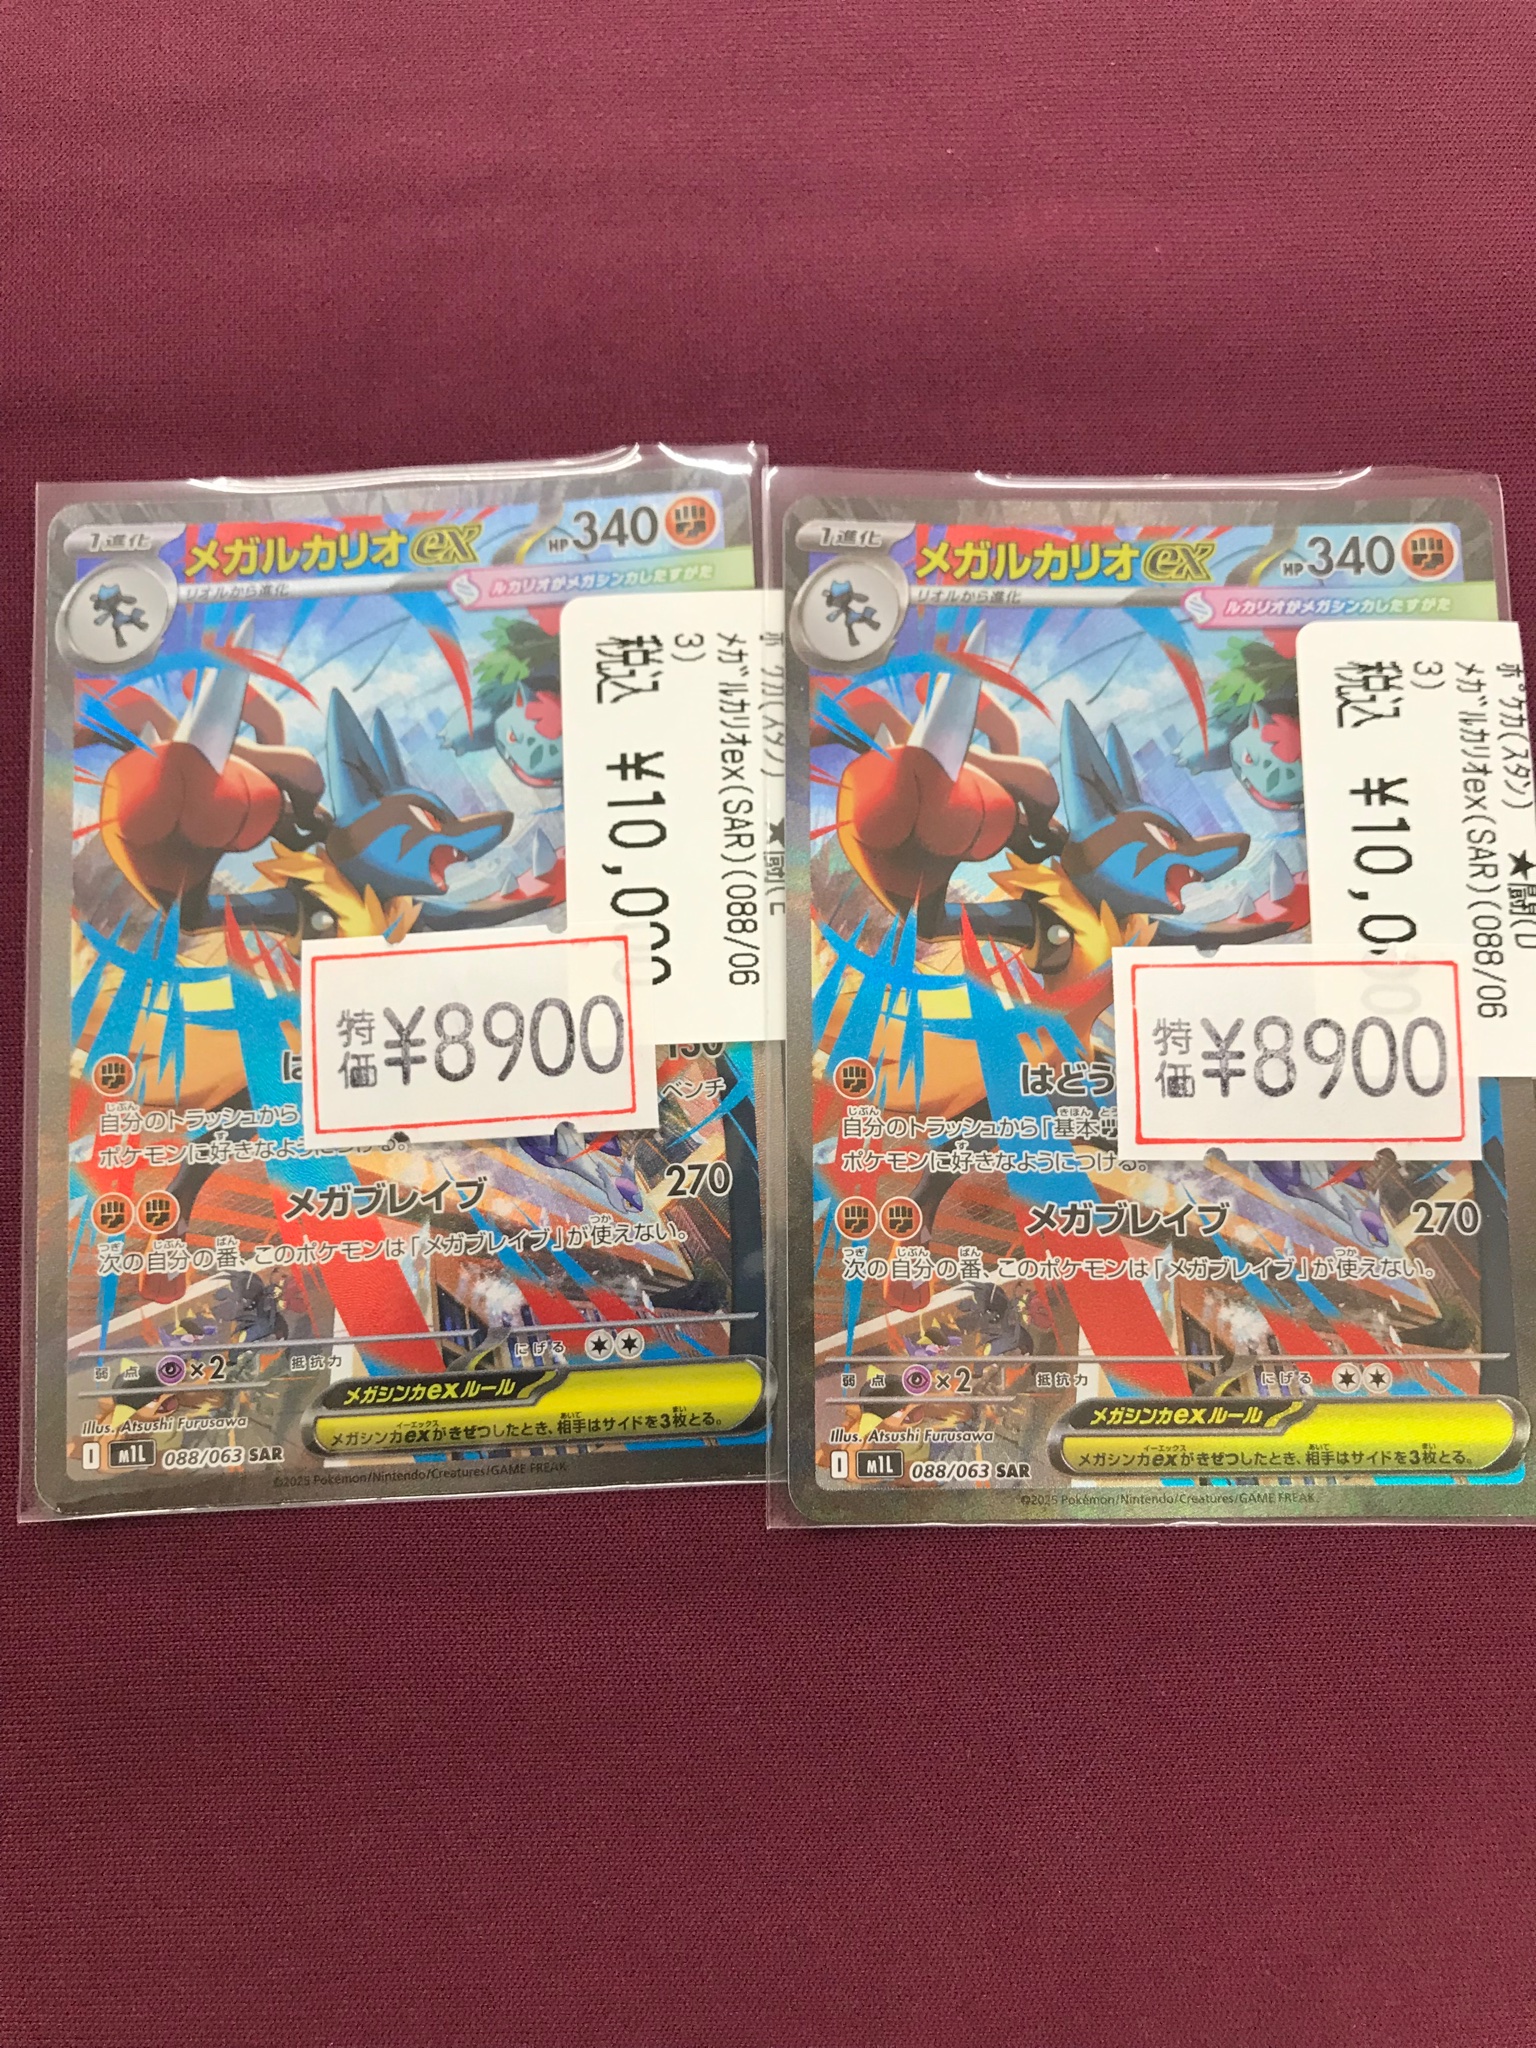 1進化
メガルカリオex
HP340
リオルから進化
ルカリオがメガシンカしたすがた
ポケカ(スタン)
メガルカリオex(SAR)(088/06
3)
税込 ¥10,000
特価 ¥8900
は
130
自分のトラッシュから
ベンチ
ポケモンに好きなようにつける。
メガブレイブ
270
次の自分の番、このポケモンは「メガブレイブ」が使えない。
弱点 ×2
抵抗力
にげる
メガシンカexルール
メガシンカexがきぜつしたとき、相手はサイドを3枚とる。
Illus. Atsushi Furusawa
I M1L 088/063 SAR
©2025 Pokémon/Nintendo/Creatures/GAME FREAK
1進化
メガルカリオex
HP340
リオルから進化
ルカリオがメガシンカしたすがた
ポケカ(スタン) ★闘(U
メガルカリオex(SAR)(088/06
3)
税込 ¥10,000
特価 ¥8900
はどう
自分のトラッシュから「基本
ポケモンに好きなようにつける。
メガブレイブ
270
次の自分の番、このポケモンは「メガブレイブ」が使えない。
弱点 ×2
抵抗力
にげる
メガシンカexルール
メガシンカexがきぜつしたとき、相手はサイドを3枚とる。
Illus. Atsushi Furusawa
I M1L 088/063 SAR
©2025 Pokémon/Nintendo/Creatures/GAME FREAK